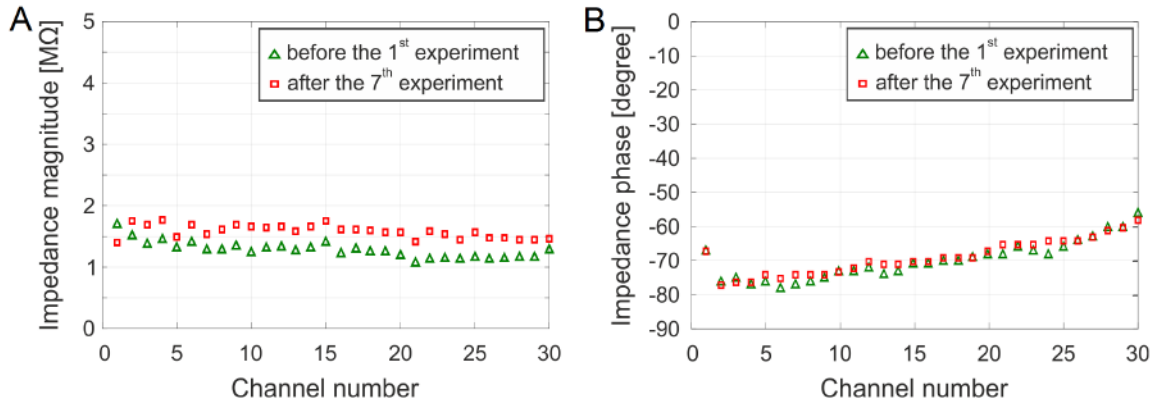 A
Impedance magnitude [MΩ]
5
4
3
2
1
0
before the 1st experiment
after the 7th experiment
0 5 10 15 20 25 30
Channel number
B
Impedance phase [degree]
0
-10
-20
-30
-40
-50
-60
-70
-80
-90
before the 1st experiment
after the 7th experiment
0 5 10 15 20 25 30
Channel number